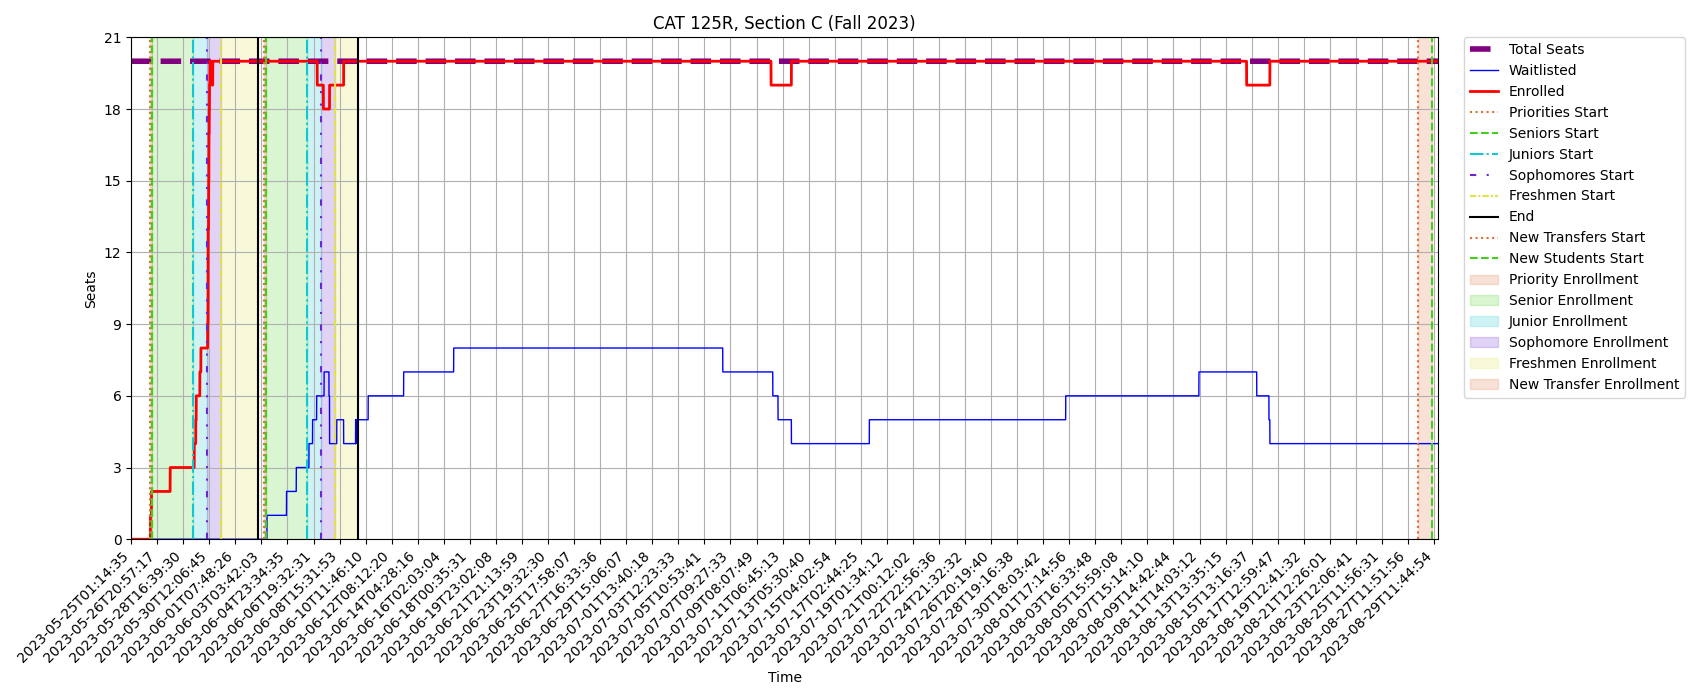 CAT 125R, Section C (Fall 2023)
Seats
21
18
15
12
9
6
3
0
2023-05-25T01:14:35
2023-05-26T20:57:17
2023-05-28T16:39:30
2023-05-30T12:06:45
2023-06-01T07:48:26
2023-06-03T03:42:03
2023-06-04T23:34:35
2023-06-06T19:32:31
2023-06-08T15:31:53
2023-06-10T11:46:10
2023-06-12T08:12:20
2023-06-14T04:28:16
2023-06-16T02:03:04
2023-06-18T00:35:31
2023-06-19T23:02:08
2023-06-21T21:13:59
2023-06-23T19:32:30
2023-06-25T17:58:07
2023-06-27T16:33:36
2023-06-29T15:06:07
2023-07-01T13:40:18
2023-07-03T12:23:33
2023-07-05T10:53:41
2023-07-07T09:27:33
2023-07-09T08:07:49
2023-07-11T06:45:13
2023-07-13T05:30:40
2023-07-15T04:02:54
2023-07-17T02:44:25
2023-07-19T01:34:12
2023-07-21T00:12:02
2023-07-22T22:56:36
2023-07-24T21:32:32
2023-07-26T20:19:40
2023-07-28T19:16:38
2023-07-30T18:03:42
2023-08-01T17:14:56
2023-08-03T16:33:48
2023-08-05T15:59:08
2023-08-07T15:14:10
2023-08-09T14:42:44
2023-08-11T14:03:12
2023-08-13T13:35:15
2023-08-15T13:16:37
2023-08-17T12:59:47
2023-08-19T12:41:32
2023-08-21T12:26:01
2023-08-23T12:06:41
2023-08-25T11:56:31
2023-08-27T11:51:56
2023-08-29T11:44:54
Time
Total Seats
Waitlisted
Enrolled
Priorities Start
Seniors Start
Juniors Start
Sophomores Start
Freshmen Start
End
New Transfers Start
New Students Start
Priority Enrollment
Senior Enrollment
Junior Enrollment
Sophomore Enrollment
Freshmen Enrollment
New Transfer Enrollment